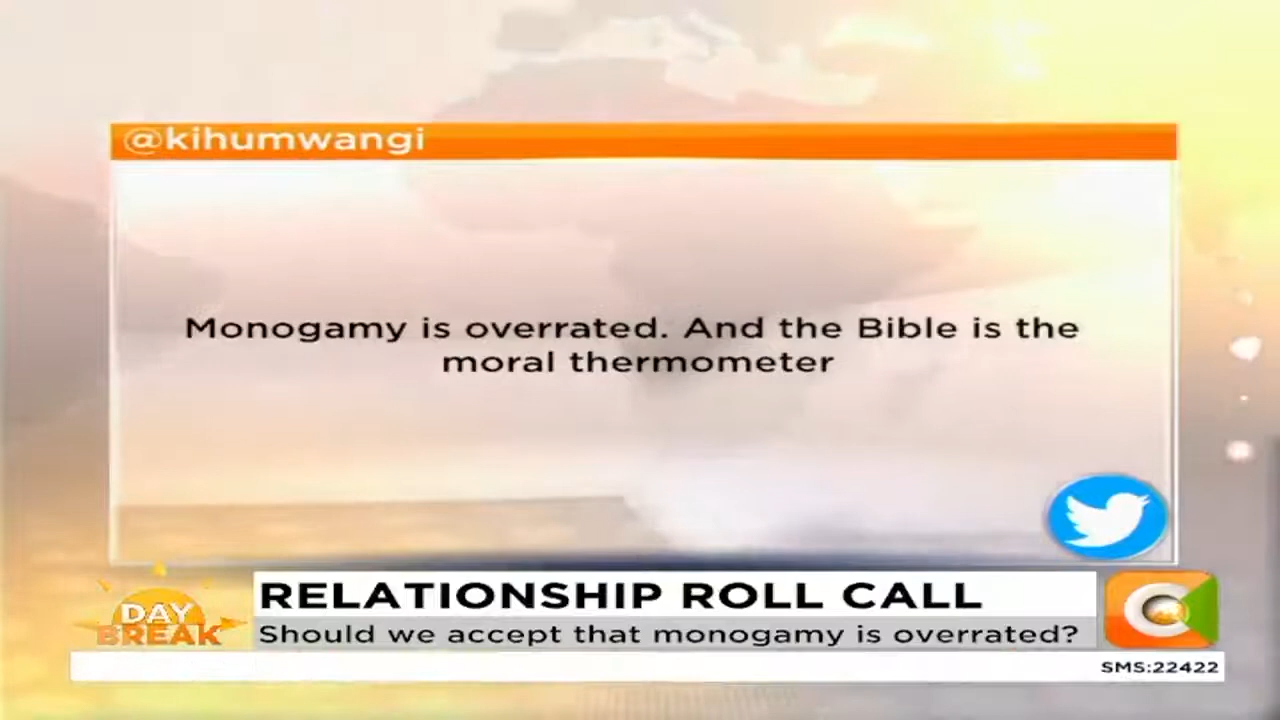 @kihumwangi
Monogamy is overrated. And the Bible is the
moral thermometer
DAY
BREAK
RELATIONSHIP ROLL CALL
Should we accept that monogamy is overrated?
SMS:22422